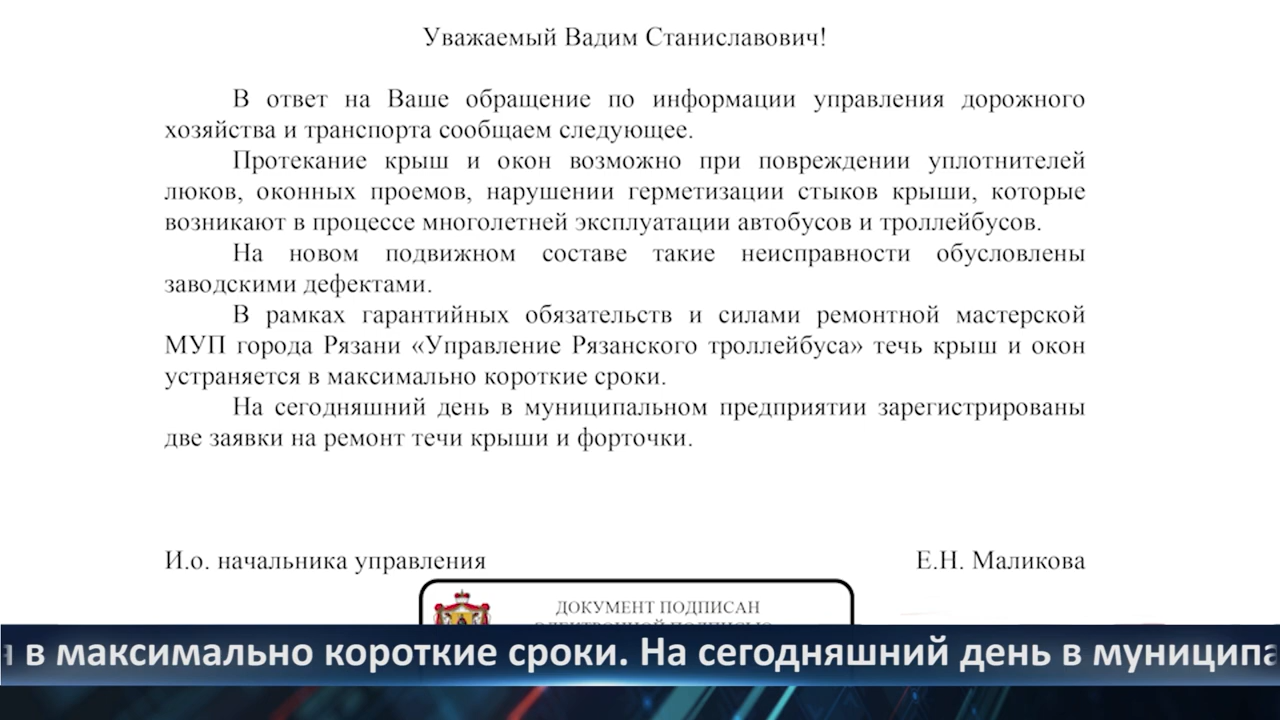 Уважаемый Вадим Станиславович!
В ответ на Ваше обращение по информации управления дорожного
хозяйства и транспорта сообщаем следующее.
Протекание крыш и окон возможно при повреждении уплотнителей
люков, оконных проемов, нарушении герметизации стыков крыши, которые
возникают в процессе многолетней эксплуатации автобусов и троллейбусов.
На новом подвижном составе такие неисправности обусловлены
заводскими дефектами.
В рамках гарантийных обязательств и силами ремонтной мастерской
МУП города Рязани «Управление Рязанского троллейбуса» течь крыш и окон
устраняется в максимально короткие сроки.
На сегодняшний день в муниципальном предприятии зарегистрированы
две заявки на ремонт течи крыши и форточки.
И.о. начальника управления Е.Н. Маликова
ДОКУМЕНТ ПОДПИСАН
в максимально короткие сроки. На сегодняшний день в муниципа